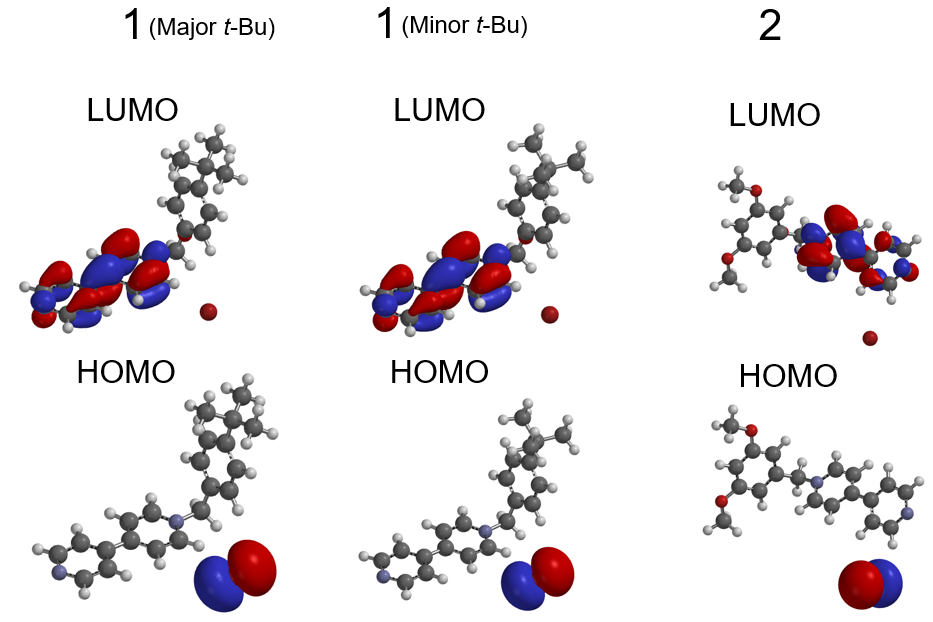 1 (Major t-Bu)
1 (Minor t-Bu)
2
LUMO
LUMO
LUMO
HOMO
HOMO
HOMO